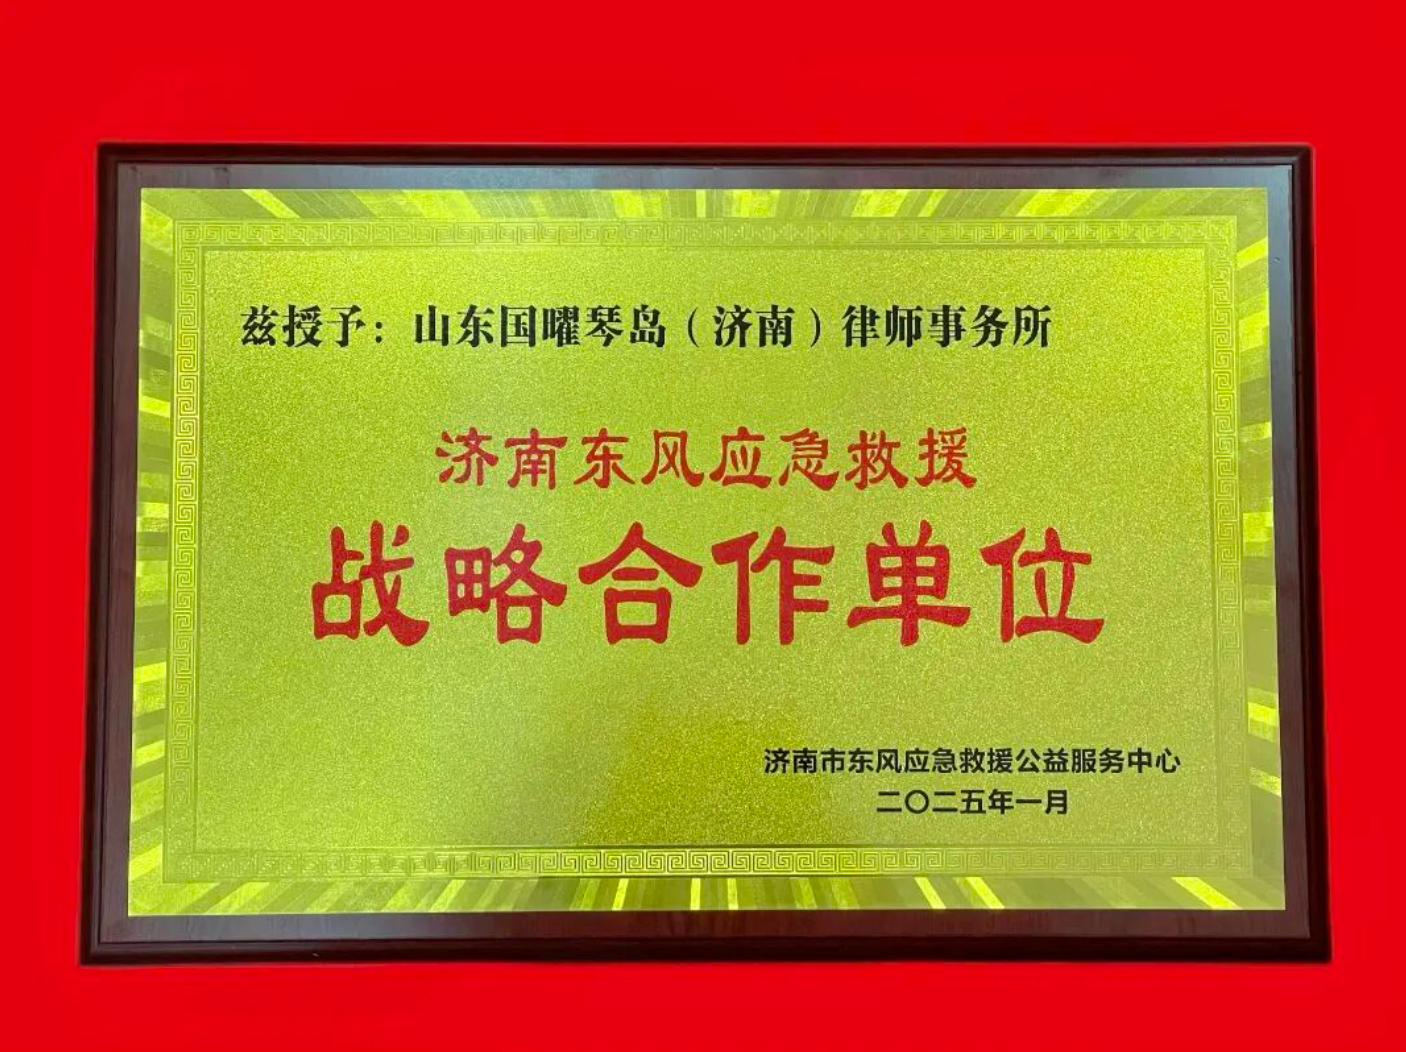 兹授予：山东国曜琴岛（济南）律师事务所
济南东风应急救援
战略合作单位
济南市东风应急救援公益服务中心
二〇二五年一月